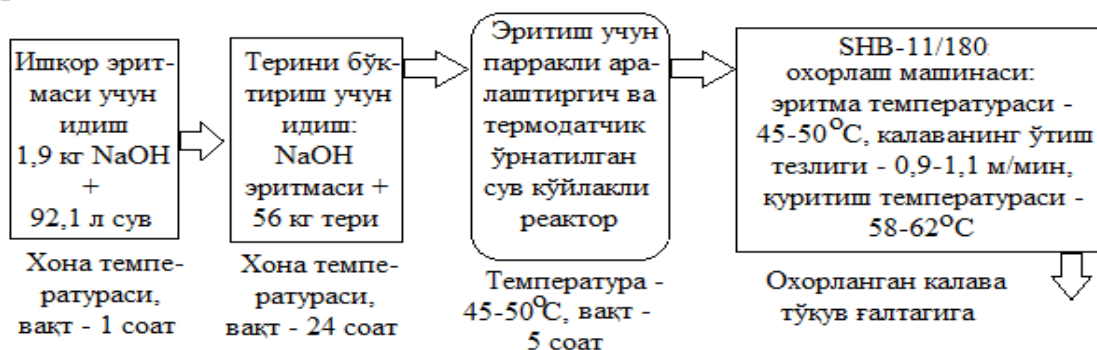 Ишқор эрит-
маси учун
идиш
1,9 кг NaOH
+
92,1 л сув
Хона темпе-
ратураси,
вақт - 1 соат
Терини бўк-
тириш учун
идиш:
NaOH
эритмаси +
56 кг тери
Хона темпе-
ратураси,
вақт - 24 соат
Эритиш учун
парракли ара-
лаштиргич ва
термодатчик
ўрнатилган
сув кўйлакли
реактор
Температура -
45-50⁰C, вақт -
5 соат
SHB-11/180:
охорлаш машинаси:
эритма температураси -
45-50⁰C, калаванинг ўтиш
тезлиги - 0,9-1,1 м/мин,
қуритиш температураси -
58-62⁰C
Охорланган калава
тўқув ғалтагига